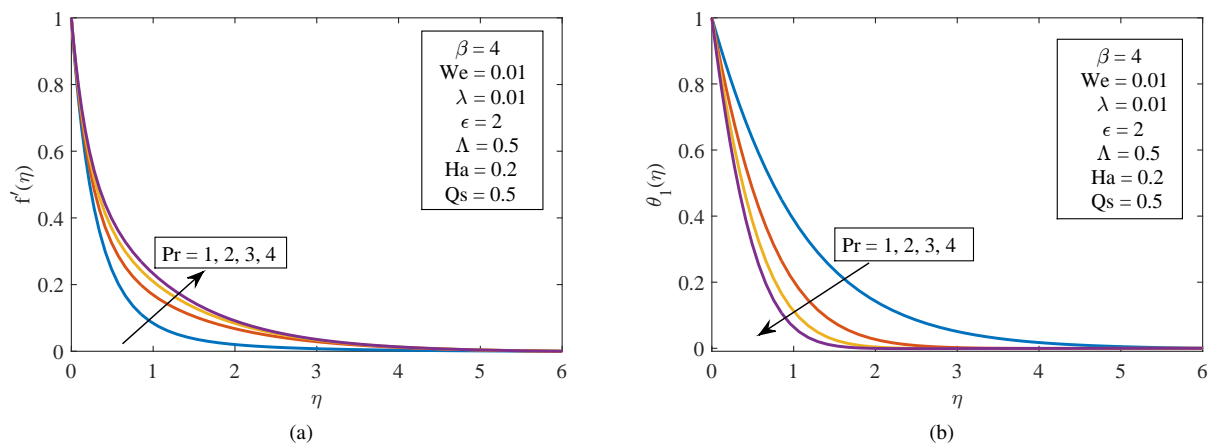 1
0.8
0.6
0.4
0.2
0
f′(η)
β = 4
We = 0.01
λ = 0.01
ϵ = 2
Λ = 0.5
Ha = 0.2
Qs = 0.5
Pr = 1, 2, 3, 4
0 1 2 3 4 5 6
η
(a)
1
0.8
0.6
0.4
0.2
0
θ₁(η)
β = 4
We = 0.01
λ = 0.01
ϵ = 2
Λ = 0.5
Ha = 0.2
Qs = 0.5
Pr = 1, 2, 3, 4
0 1 2 3 4 5 6
η
(b)